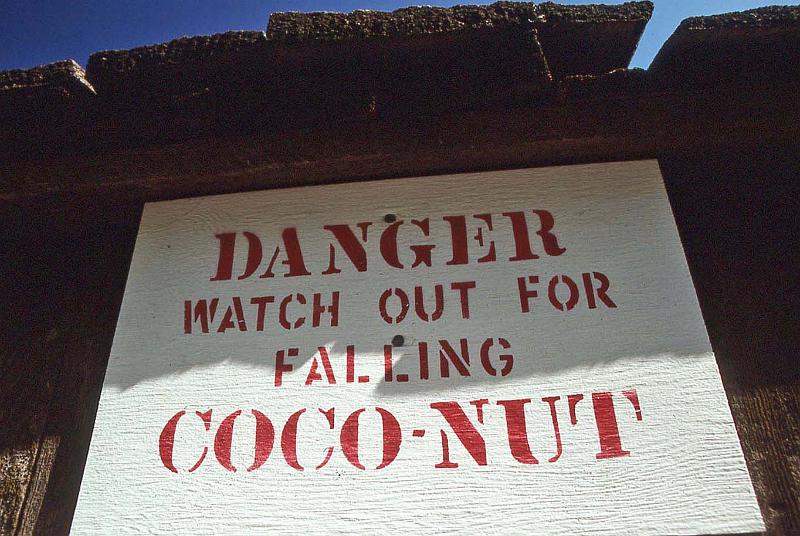 DANGER
WATCH OUT FOR
FALLING
COCO-NUT